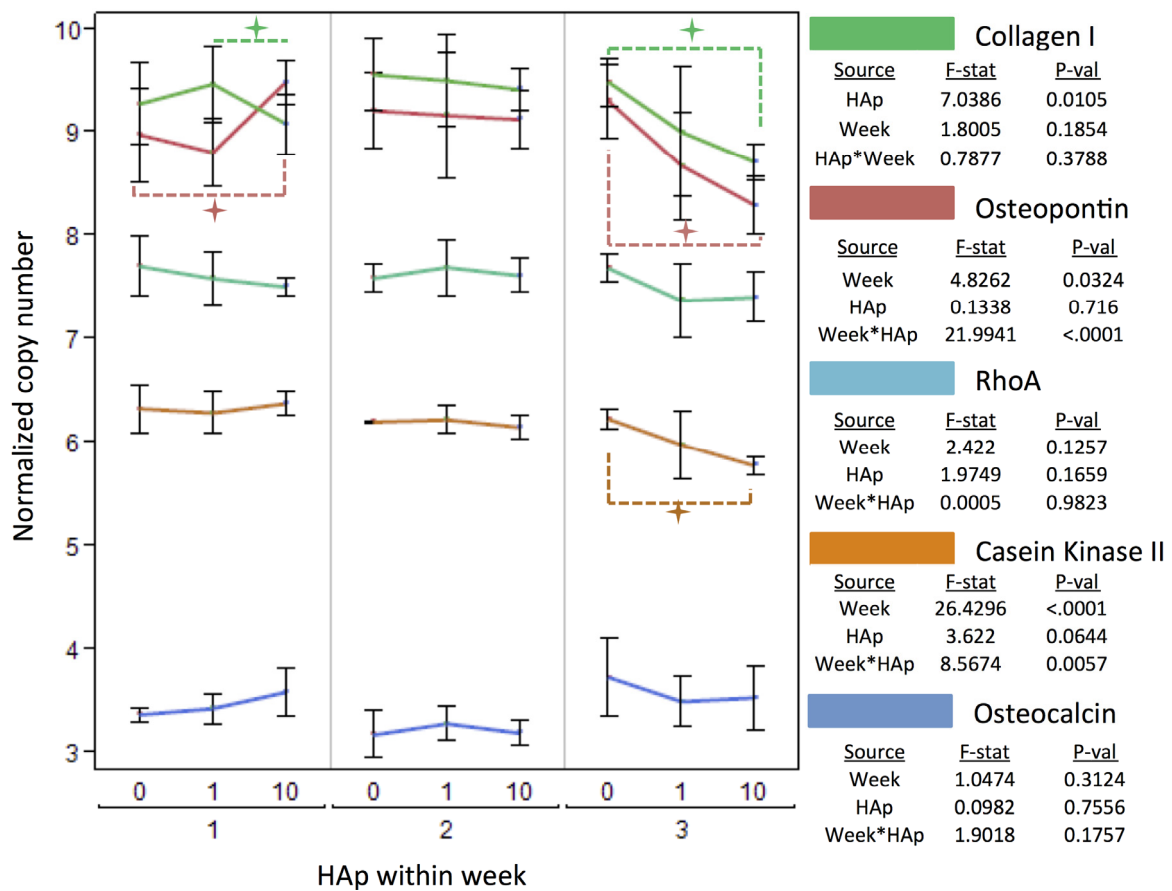 Normalized copy number
10
9
8
7
6
5
4
3
0 1 10 0 1 10 0 1 10
1 2 3
HAp within week
Collagen I
Source F-stat P-val
HAp 7.0386 0.0105
Week 1.8005 0.1854
HAp*Week 0.7877 0.3788
Osteopontin
Source F-stat P-val
Week 4.8262 0.0324
HAp 0.1338 0.716
Week*HAp 21.9941 <.0001
RhoA
Source F-stat P-val
Week 2.422 0.1257
HAp 1.9749 0.1659
Week*HAp 0.0005 0.9823
Casein Kinase II
Source F-stat P-val
Week 26.4296 <.0001
HAp 3.622 0.0644
Week*HAp 8.5674 0.0057
Osteocalcin
Source F-stat P-val
Week 1.0474 0.3124
HAp 0.0982 0.7556
Week*HAp 1.9018 0.1757